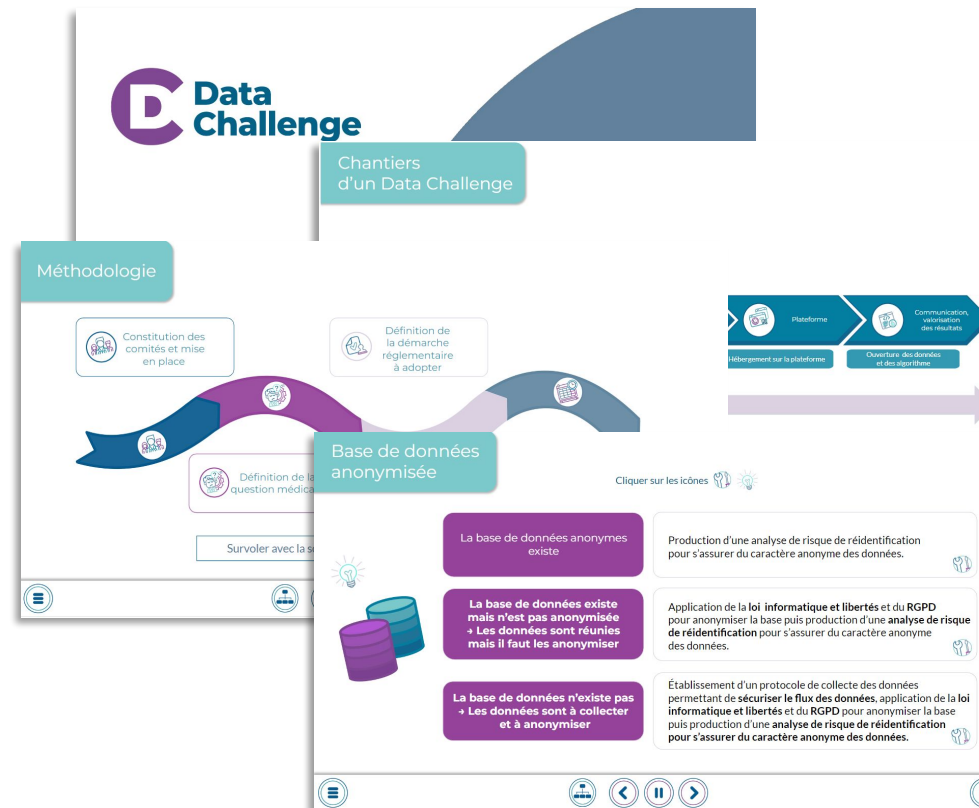 Data
Challenge
Chantiers
d'un Data Challenge
Méthodologie
Constitution des
comités et mise
en place
Définition de
la démarche
réglementaire
à adopter
Définition de la
question médica
Survoler avec la s
Plateforme
Communication,
valorisation
des résultats
Hébergement sur la plateforme
Ouverture des données
et des algorithme
Base de données
anonymisée
Cliquer sur les icônes
La base de données anonymes
existe
Production d'une analyse de risque de réidentification
pour s'assurer du caractère anonyme des données.
La base de données existe
mais n'est pas anonymisée
→ Les données sont réunies
mais il faut les anonymiser
Application de la loi informatique et libertés et du RGPD
pour anonymiser la base puis production d'une analyse de risque
de réidentification pour s'assurer du caractère anonyme
des données.
La base de données n'existe pas
→ Les données sont à collecter
et à anonymiser
Établissement d'un protocole de collecte des données
permettant de sécuriser le flux des données, application de la loi
informatique et libertés et du RGPD pour anonymiser la base
puis production d'une analyse de risque de réidentification
pour s'assurer du caractère anonyme des données.